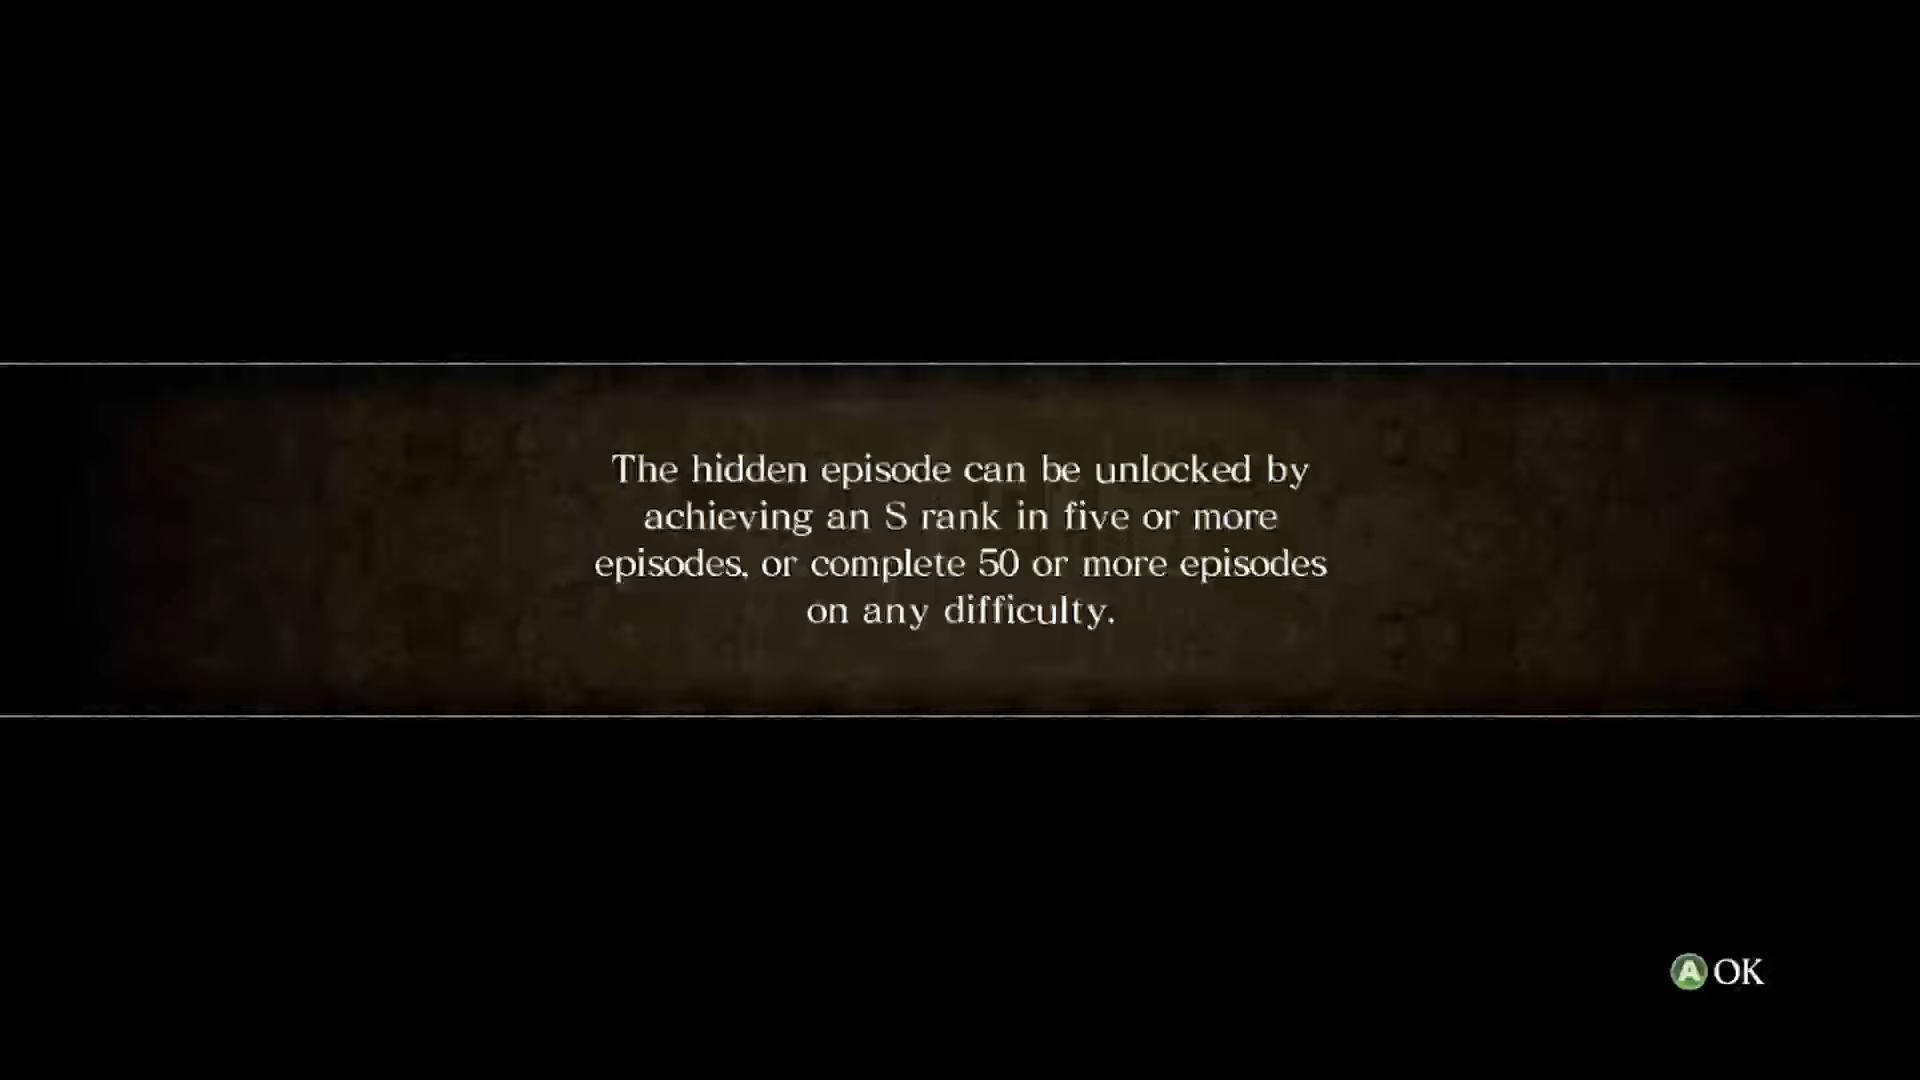 The hidden episode can be unlocked by
achieving an S rank in five or more
episodes, or complete 50 or more episodes
on any difficulty.
A OK